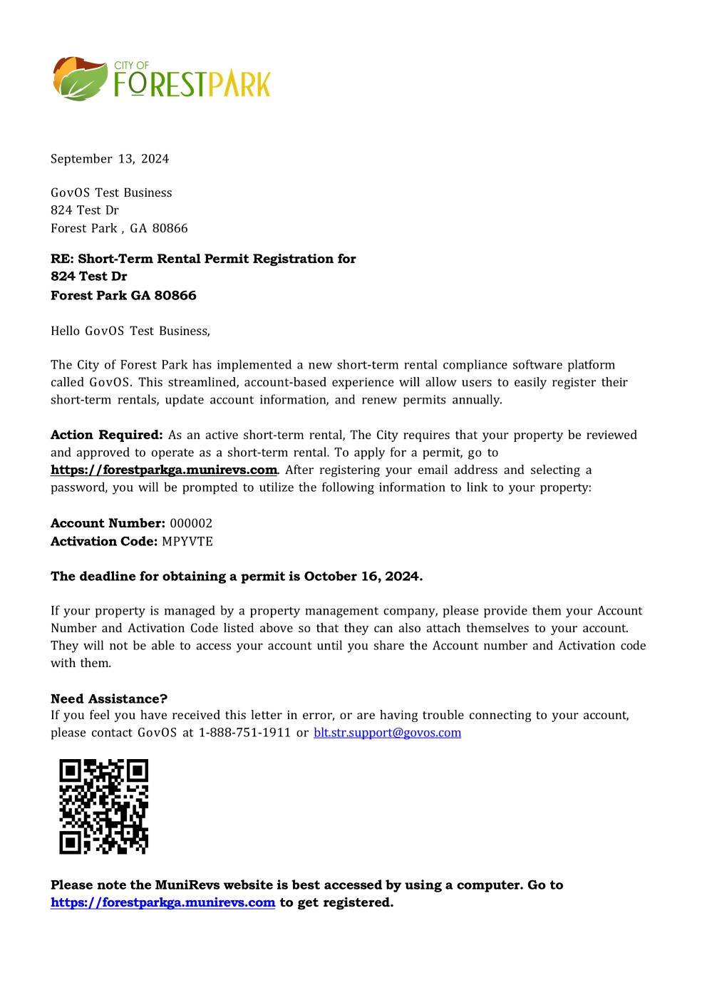 CITY OF
FORESTPARK
September 13, 2024
GovOS Test Business
824 Test Dr
Forest Park , GA 80866
RE: Short-Term Rental Permit Registration for
824 Test Dr
Forest Park GA 80866
Hello GovOS Test Business,
The City of Forest Park has implemented a new short-term rental compliance software platform
called GovOS. This streamlined, account-based experience will allow users to easily register their
short-term rentals, update account information, and renew permits annually.
Action Required: As an active short-term rental, The City requires that your property be reviewed
and approved to operate as a short-term rental. To apply for a permit, go to
https://forestparkga.munirevs.com. After registering your email address and selecting a
password, you will be prompted to utilize the following information to link to your property:
Account Number: 000002
Activation Code: MPYVTE
The deadline for obtaining a permit is October 16, 2024.
If your property is managed by a property management company, please provide them your Account
Number and Activation Code listed above so that they can also attach themselves to your account.
They will not be able to access your account until you share the Account number and Activation code
with them.
Need Assistance?
If you feel you have received this letter in error, or are having trouble connecting to your account,
please contact GovOS at 1-888-751-1911 or blt.str.support@govos.com
Please note the MuniRevs website is best accessed by using a computer. Go to
https://forestparkga.munirevs.com to get registered.